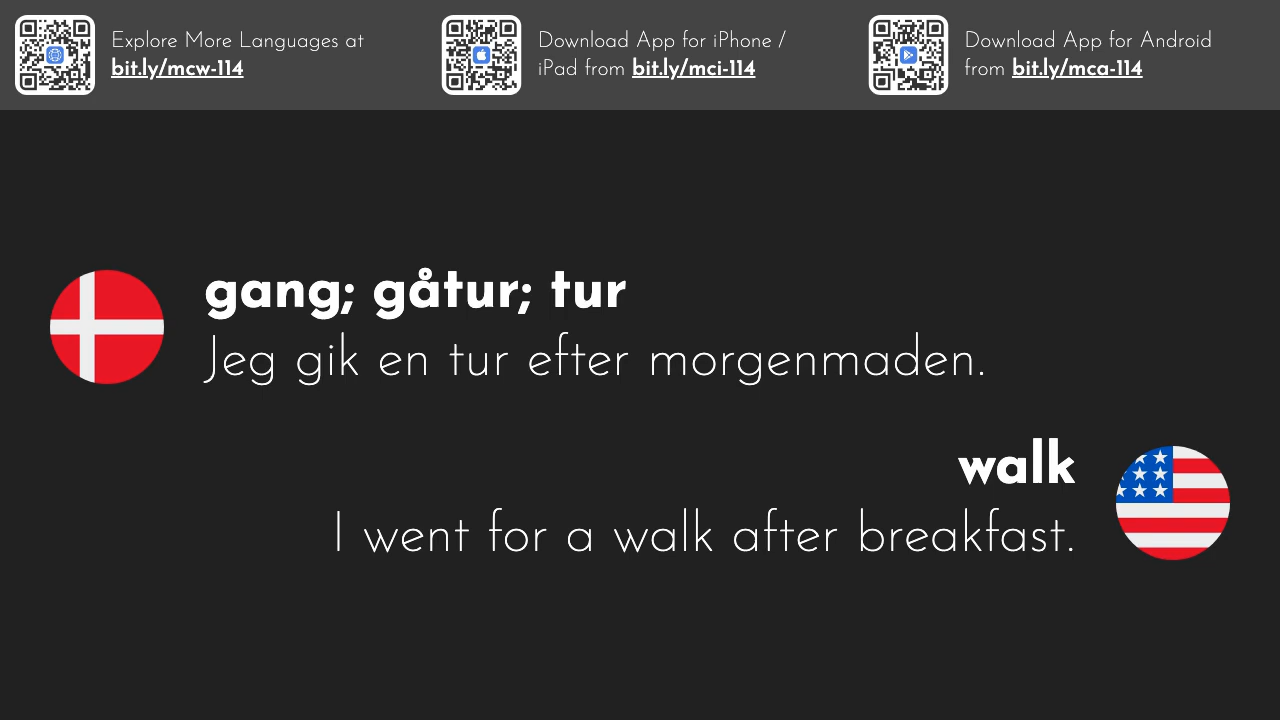 Explore More Languages at
bit.ly/mcw-114
Download App for iPhone /
iPad from bit.ly/mci-114
Download App for Android
from bit.ly/mca-114
gang; gåtur; tur
Jeg gik en tur efter morgenmaden.
walk
I went for a walk after breakfast.